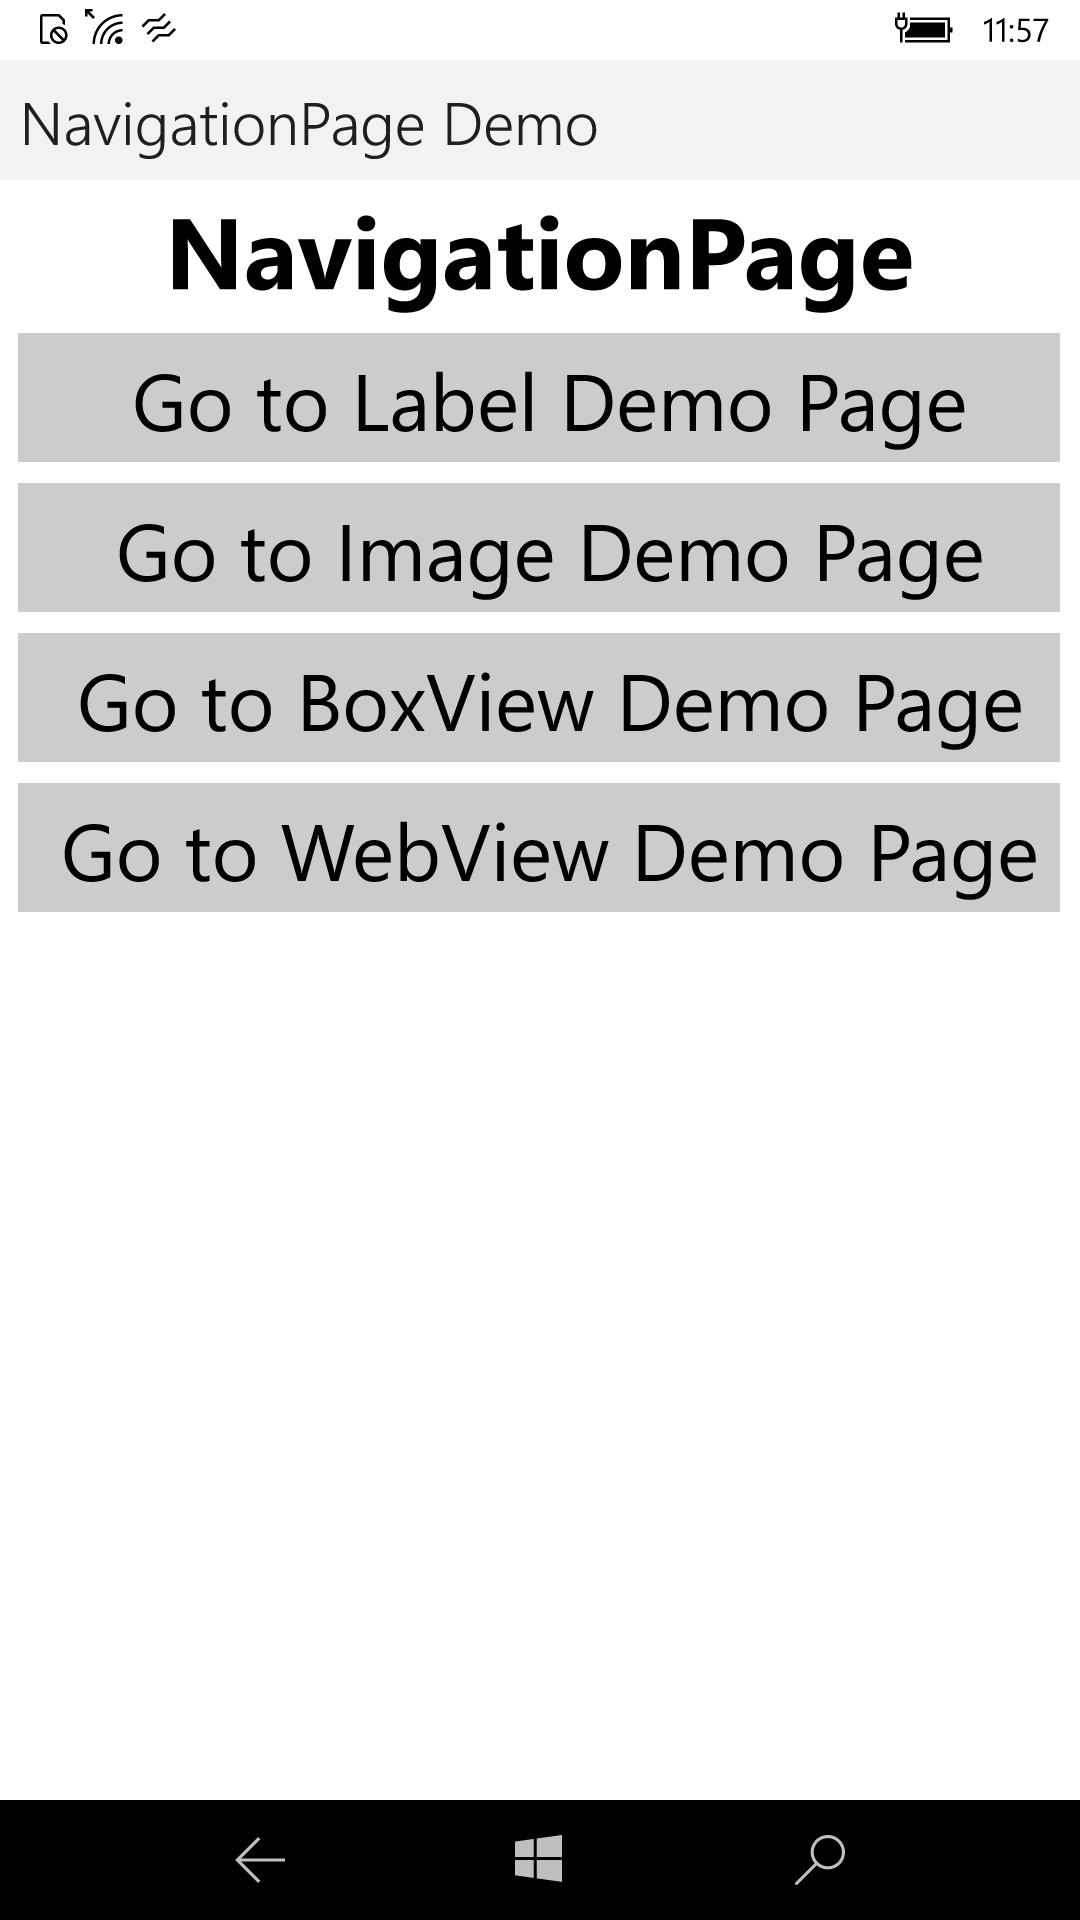 11:57
NavigationPage Demo
NavigationPage
Go to Label Demo Page
Go to Image Demo Page
Go to BoxView Demo Page
Go to WebView Demo Page